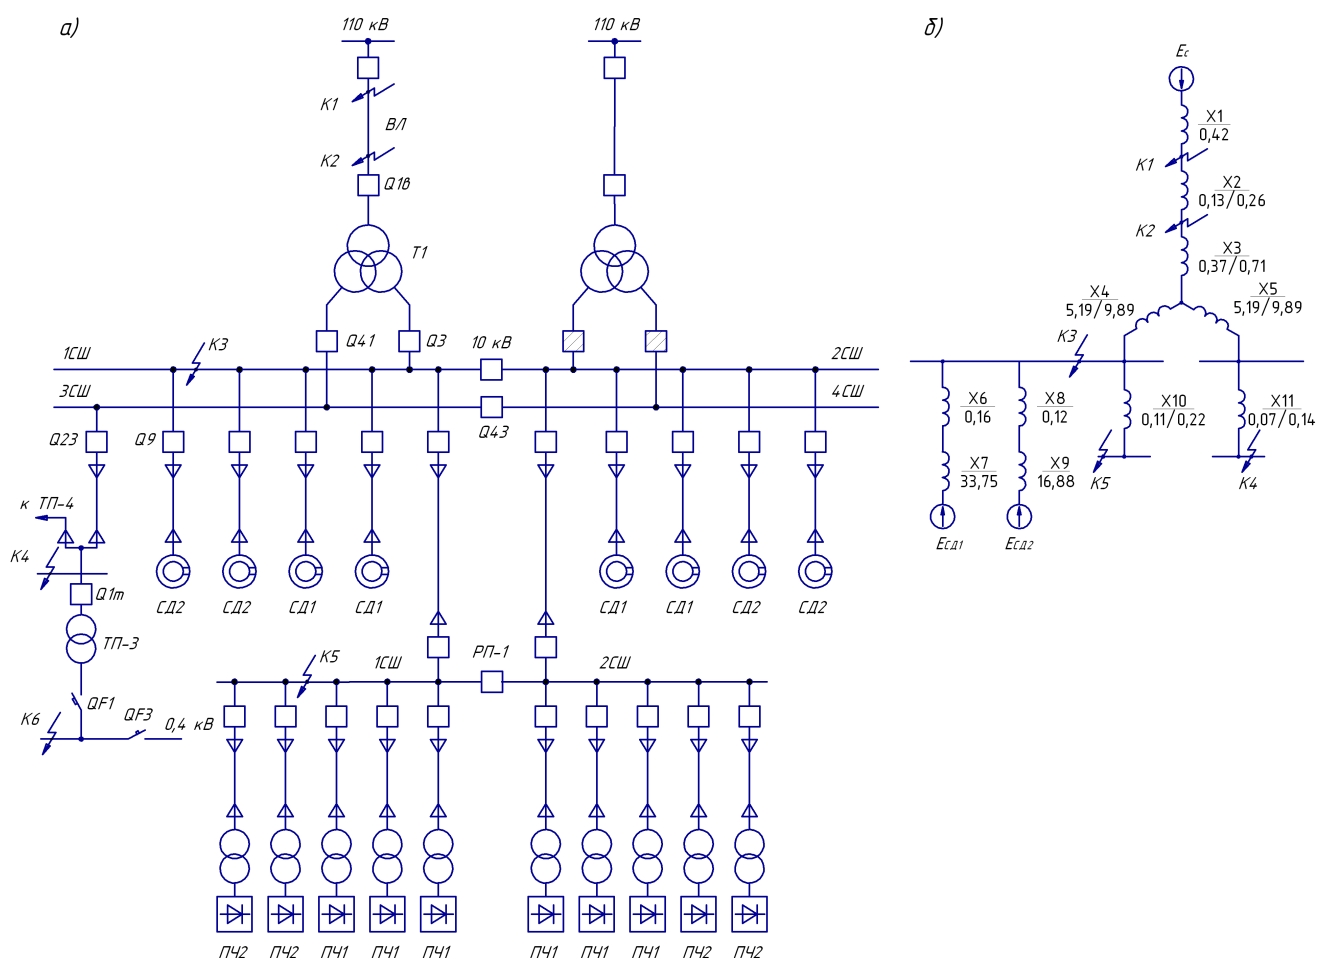 а)
110 кВ
110 кВ
б)
Ес
К1
ВЛ
К2
Q1в
Т1
X1
0,42
К1
X2
0,13/0,26
К2
X3
0,37/0,71
X4
5,19/9,89
X5
5,19/9,89
К3
1СШ
К3
Q41
Q3
10 кВ
2СШ
3СШ
4СШ
Q23
Q9
Q43
X6
0,16
X8
0,12
X10
0,11/0,22
X11
0,07/0,14
X7
33,75
X9
16,88
К5
К4
ЕСД1
ЕСД2
к ТП-4
К4
Q1т
СД2
СД2
СД1
СД1
СД1
СД1
СД2
СД2
ТП-3
К5
1СШ
РП-1
2СШ
QF1
К6
QF3
0,4 кВ
ПЧ2
ПЧ2
ПЧ1
ПЧ1
ПЧ1
ПЧ1
ПЧ1
ПЧ1
ПЧ2
ПЧ2